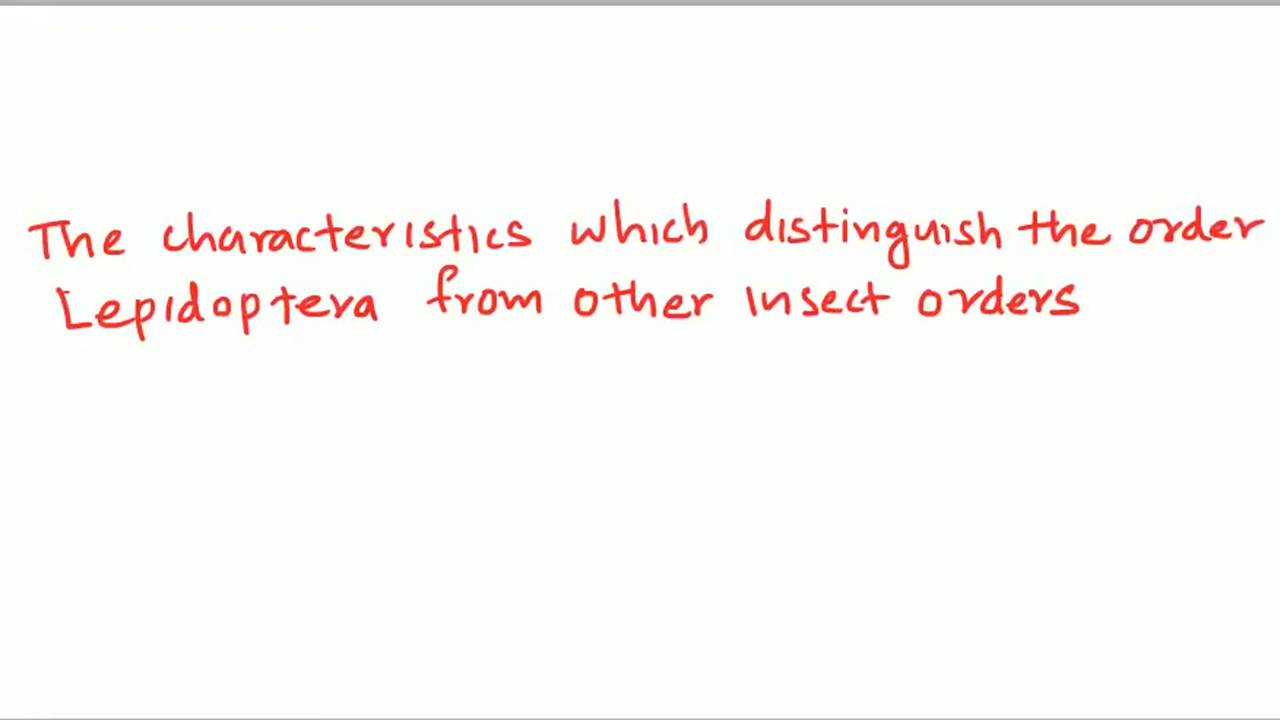 The characteristics which distinguish the order
Lepidoptera from other insect orders